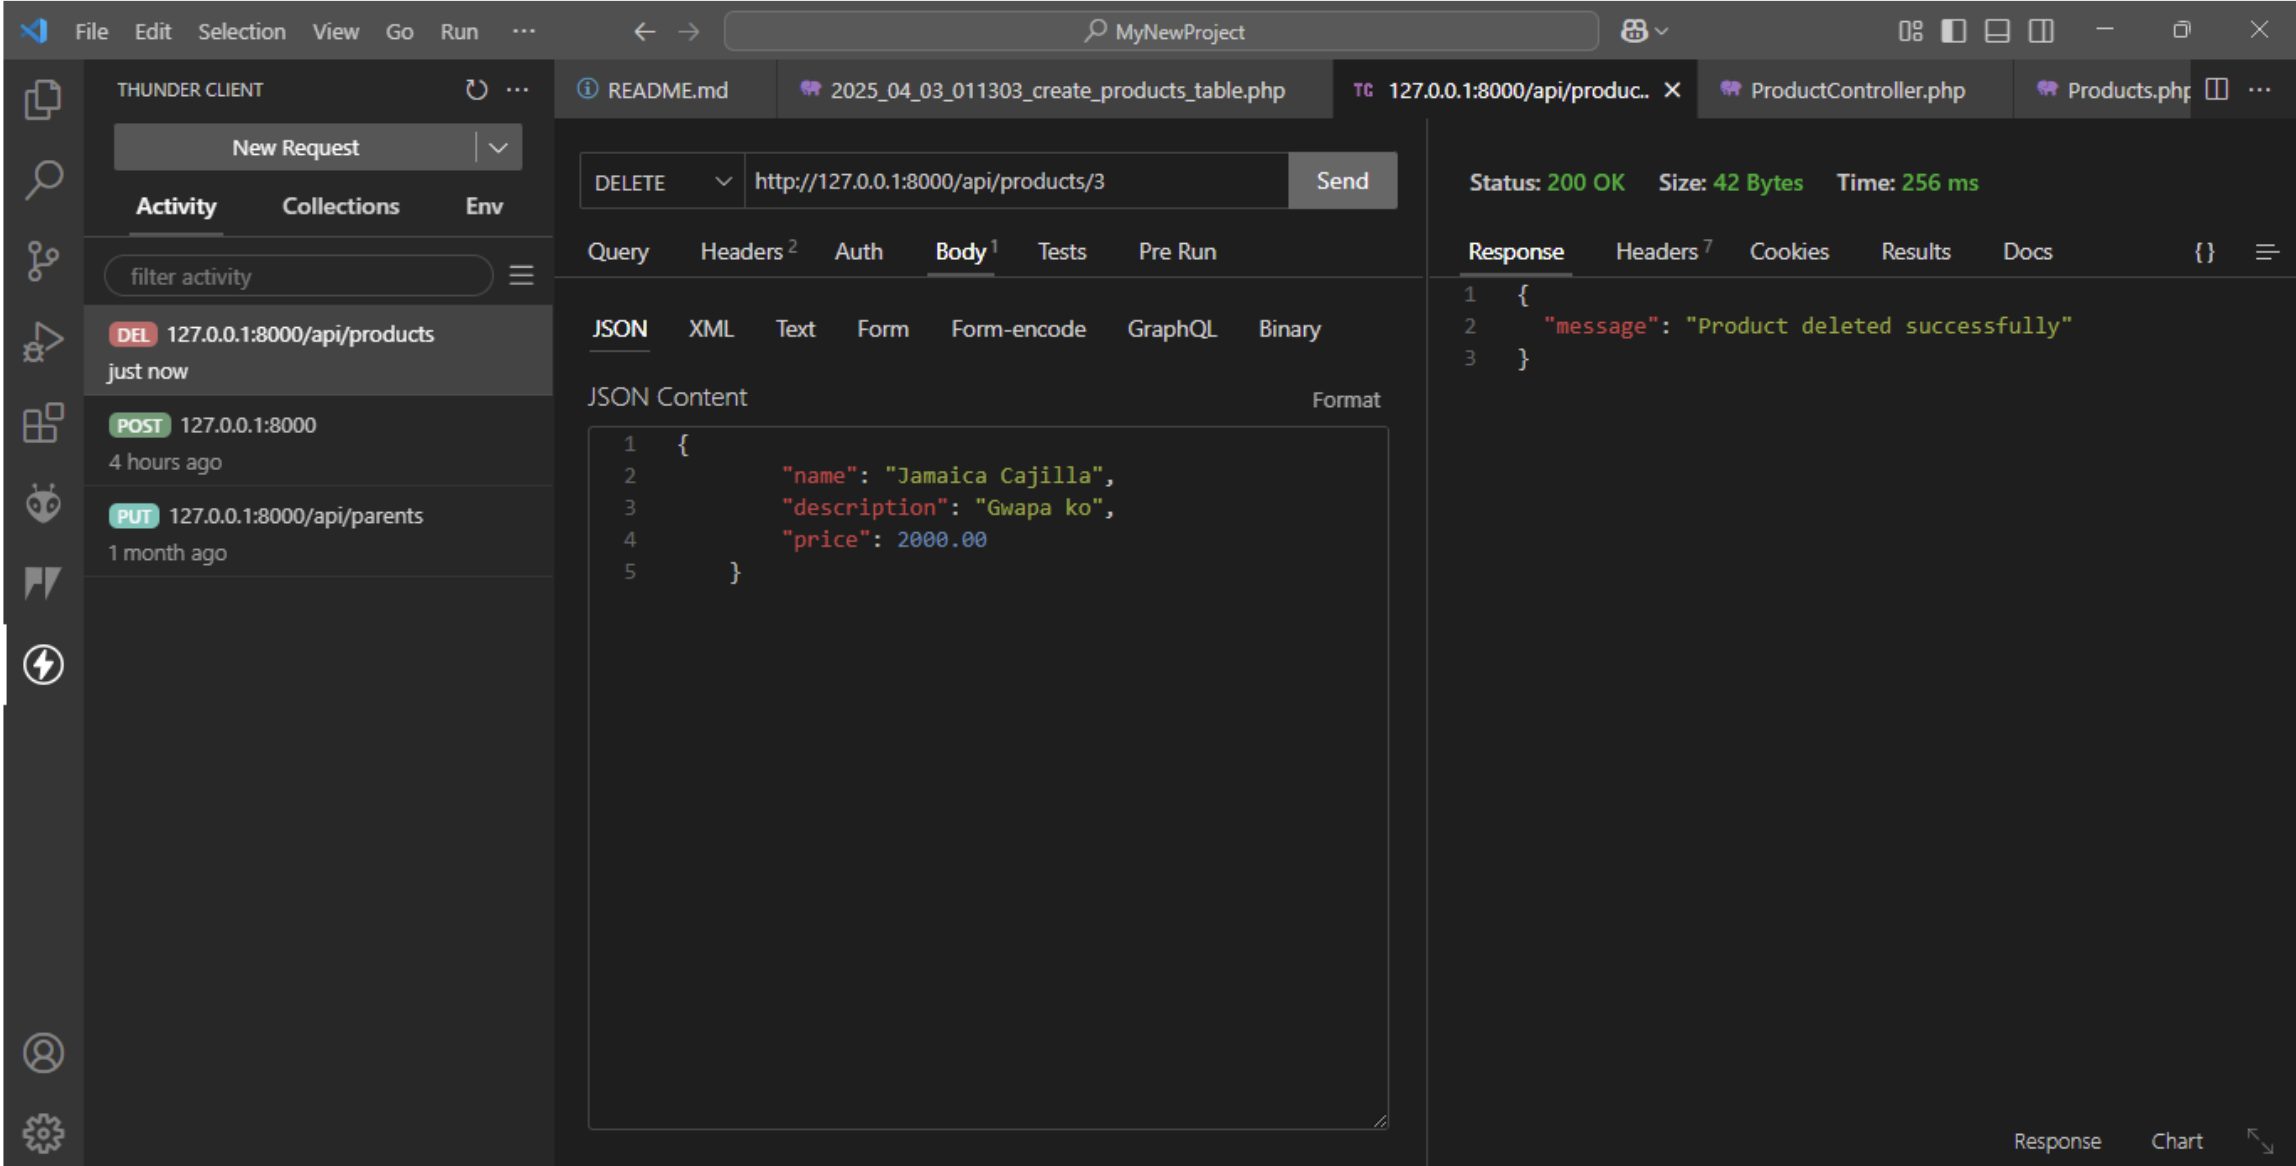 File Edit Selection View Go Run ··· MyNewProject
THUNDER CLIENT
New Request
Activity Collections Env
filter activity
DEL 127.0.0.1:8000/api/products
just now
POST 127.0.0.1:8000
4 hours ago
PUT 127.0.0.1:8000/api/parents
1 month ago
README.md 2025_04_03_011303_create_products_table.php TC 127.0.0.1:8000/api/produc.. ProductController.php Products.php
DELETE http://127.0.0.1:8000/api/products/3 Send
Query Headers 2 Auth Body 1 Tests Pre Run
JSON XML Text Form Form-encode GraphQL Binary
JSON Content Format
1 {
2 "name": "Jamaica Cajilla",
3 "description": "Gwapa ko",
4 "price": 2000.00
5 }
Status: 200 OK Size: 42 Bytes Time: 256 ms
Response Headers 7 Cookies Results Docs {}
1 {
2 "message": "Product deleted successfully"
3 }
Response Chart